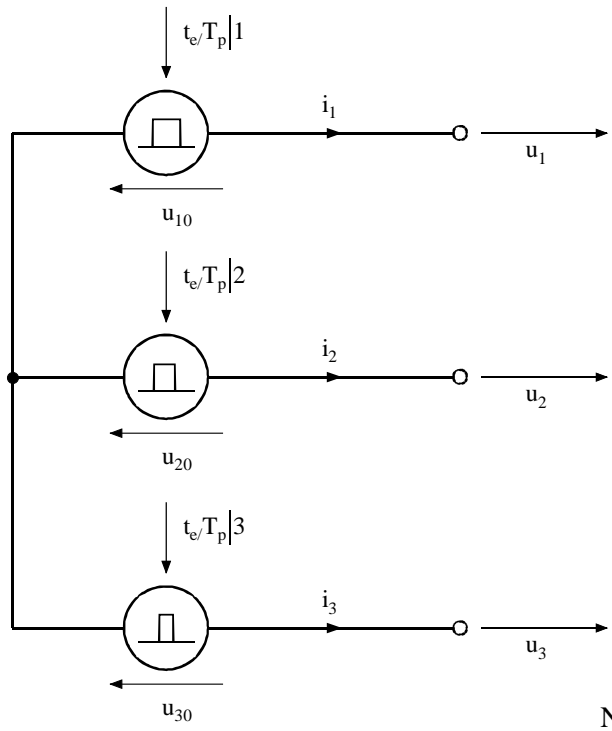 t_e/T_p|1
i_1
u_1
u_10
t_e/T_p|2
i_2
u_2
u_20
t_e/T_p|3
i_3
u_3
u_30
N